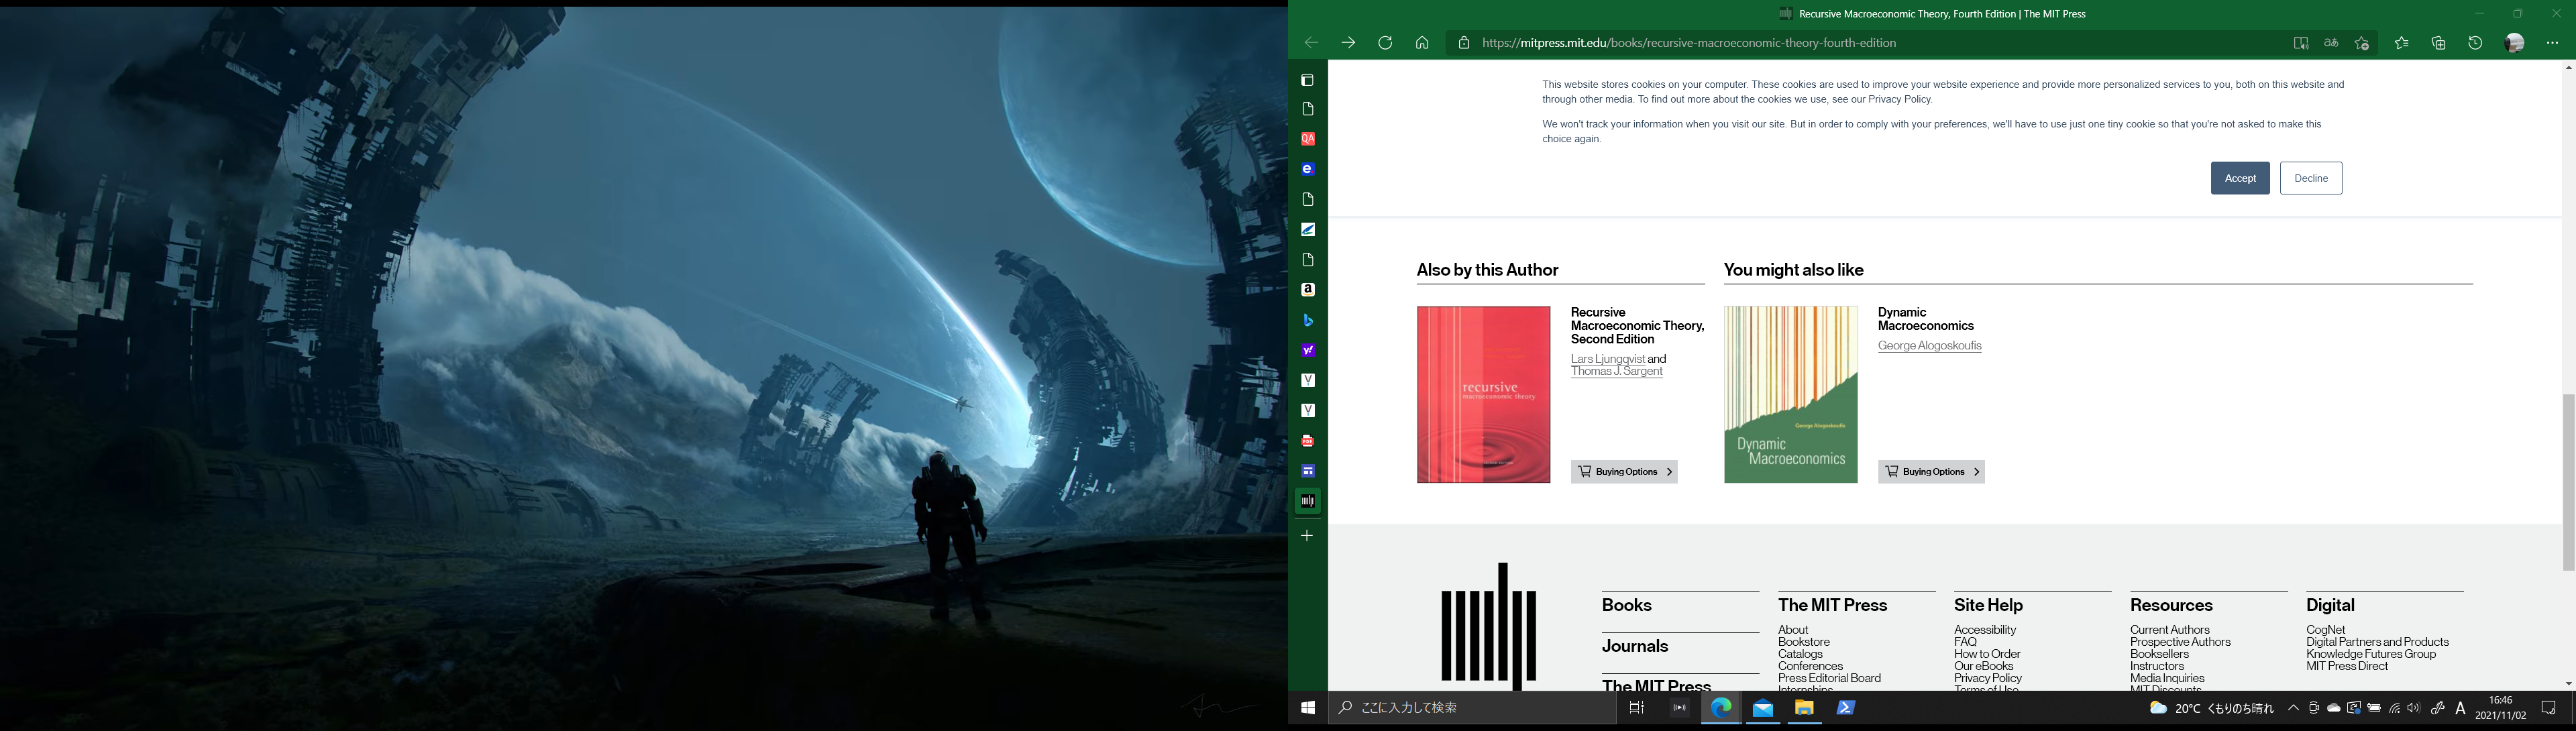 Recursive Macroeconomic Theory, Fourth Edition | The MIT Press
https://mitpress.mit.edu/books/recursive-macroeconomic-theory-fourth-edition
This website stores cookies on your computer. These cookies are used to improve your website experience and provide more personalized services to you, both on this website and
through other media. To find out more about the cookies we use, see our Privacy Policy.
We won't track your information when you visit our site. But in order to comply with your preferences, we'll have to use just one tiny cookie so that you're not asked to make this
choice again.
Accept
Decline
Also by this Author
recursive
macroeconomic theory
Recursive
Macroeconomic Theory,
Second Edition
Lars Ljungqvist and
Thomas J. Sargent
Buying Options
You might also like
George Alogoskoufis
Dynamic
Macroeconomics
Dynamic
Macroeconomics
George Alogoskoufis
Buying Options
Books
Journals
The MIT Press
The MIT Press
About
Bookstore
Catalogs
Conferences
Press Editorial Board
Internships
Site Help
Accessibility
FAQ
How to Order
Our eBooks
Privacy Policy
Terms of Use
Resources
Current Authors
Prospective Authors
Booksellers
Instructors
Media Inquiries
MIT Discounts
Digital
CogNet
Digital Partners and Products
Knowledge Futures Group
MIT Press Direct
ここに入力して検索
20°C くもりのち晴れ
A
16:46
2021/11/02